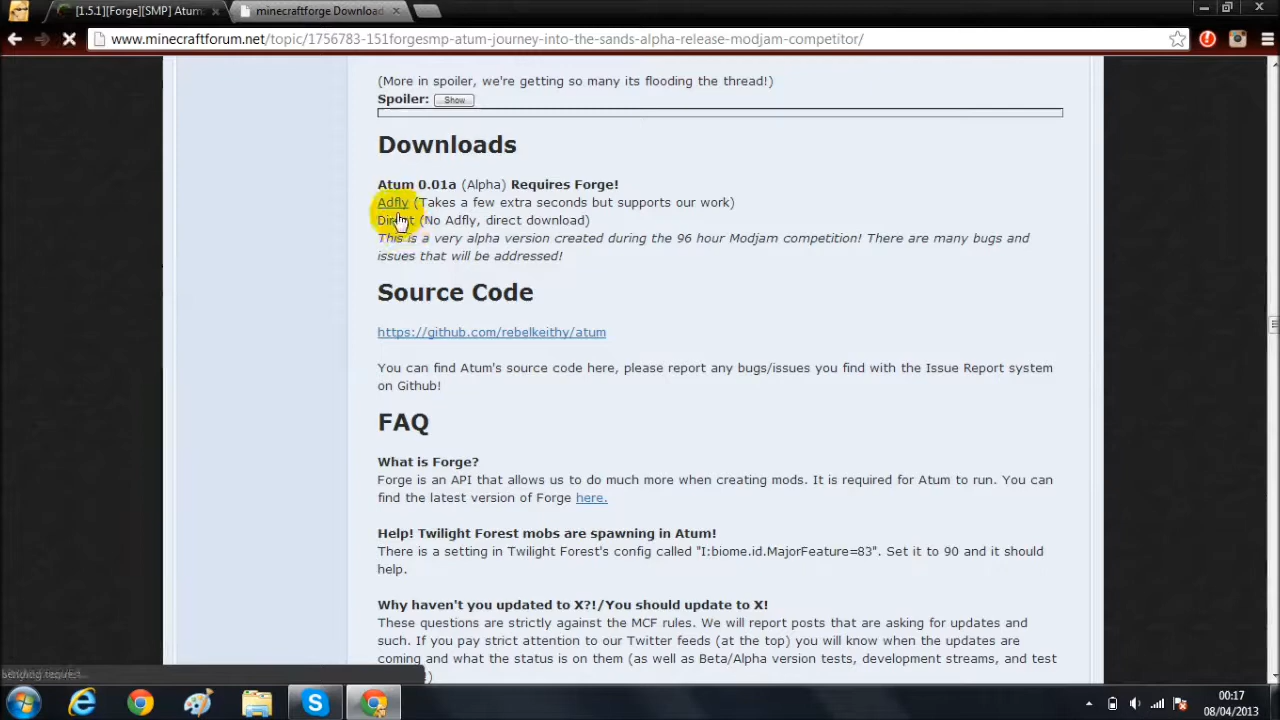 [1.5.1][Forge][SMP] Atum
minecraftforge Download
www.minecraftforum.net/topic/1756783-151forgesmp-atum-journey-into-the-sands-alpha-release-modjam-competitor/
(More in spoiler, we're getting so many its flooding the thread!)
Spoiler: Show
Downloads
Atum 0.01a (Alpha) Requires Forge!
Adfly (Takes a few extra seconds but supports our work)
Direct (No Adfly, direct download)
This is a very alpha version created during the 96 hour Modjam competition! There are many bugs and
issues that will be addressed!
Source Code
https://github.com/rebelkeithy/atum
You can find Atum's source code here, please report any bugs/issues you find with the Issue Report system
on Github!
FAQ
What is Forge?
Forge is an API that allows us to do much more when creating mods. It is required for Atum to run. You can
find the latest version of Forge here.
Help! Twilight Forest mobs are spawning in Atum!
There is a setting in Twilight Forest's config called "I:biome.id.MajorFeature=83". Set it to 90 and it should
help.
Why haven't you updated to X?!/You should update to X!
These questions are strictly against the MCF rules. We will report posts that are asking for updates and
such. If you pay strict attention to our Twitter feeds (at the top) you will know when the updates are
coming and what the status is on them (as well as Beta/Alpha version tests, development streams, and test
!)
Sending request...
00:17
08/04/2013